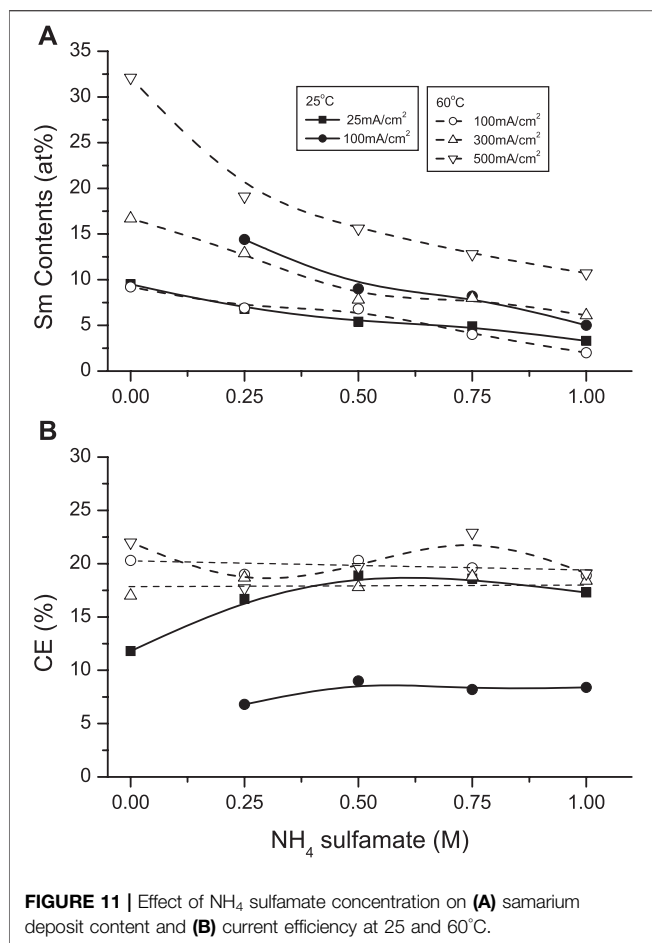 A
35
30
25
20
15
10
5
0
Sm Contents (at%)
25°C
25mA/cm²
100mA/cm²
60°C
100mA/cm²
300mA/cm²
500mA/cm²
0.00 0.25 0.50 0.75 1.00
B
30
25
20
15
10
5
0
CE (%)
0.00 0.25 0.50 0.75 1.00
NH₄ sulfamate (M)
FIGURE 11 | Effect of NH₄ sulfamate concentration on (A) samarium
deposit content and (B) current efficiency at 25 and 60°C.